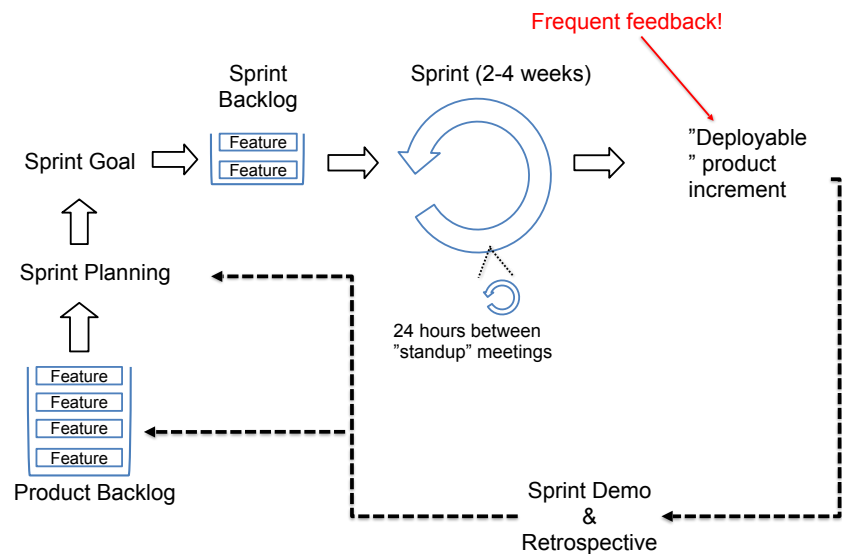 Frequent feedback!
Sprint
Backlog
Feature
Feature
Sprint (2-4 weeks)
”Deployable
” product
increment
Sprint Goal
Sprint Planning
24 hours between
”standup” meetings
Feature
Feature
Feature
Feature
Product Backlog
Sprint Demo
&
Retrospective